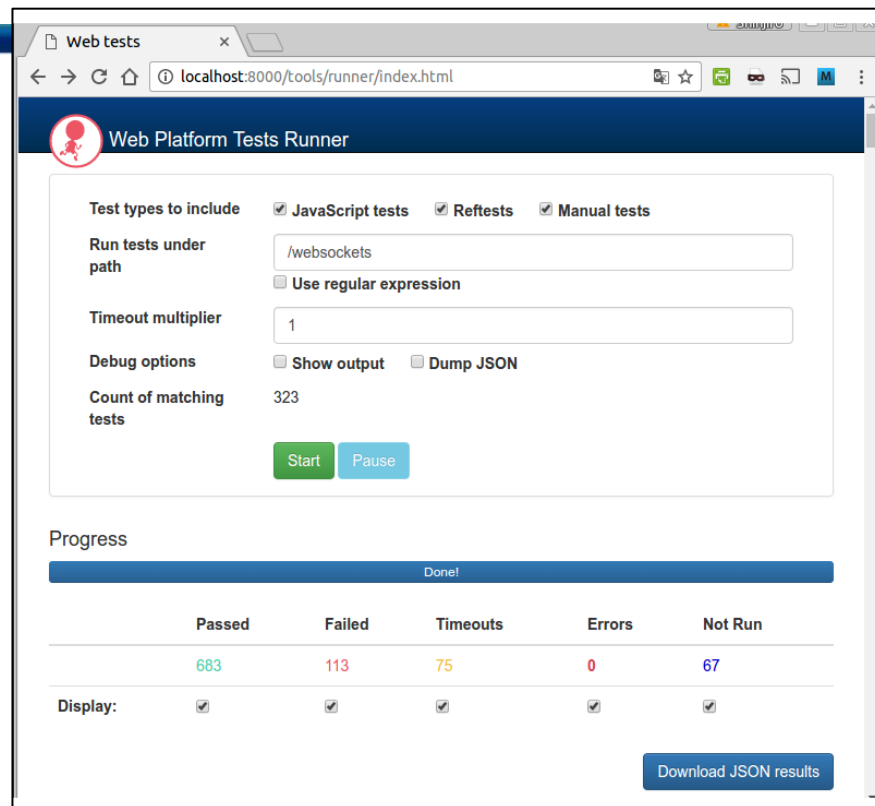 Shinjiro
Web tests
localhost:8000/tools/runner/index.html
M
Web Platform Tests Runner
Test types to include JavaScript tests Reftests Manual tests
Run tests under path /websockets
Use regular expression
Timeout multiplier 1
Debug options Show output Dump JSON
Count of matching tests 323
Start Pause
Progress
Done!
Passed Failed Timeouts Errors Not Run
683 113 75 0 67
Display:
Download JSON results